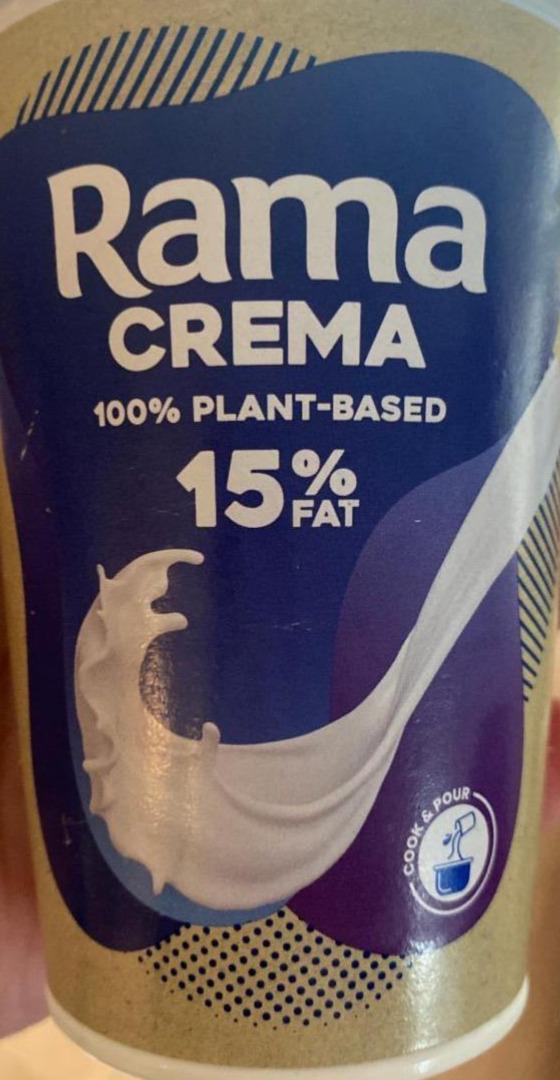 Rama
CREMA
100% PLANT-BASED
15% FAT
COOK & POUR